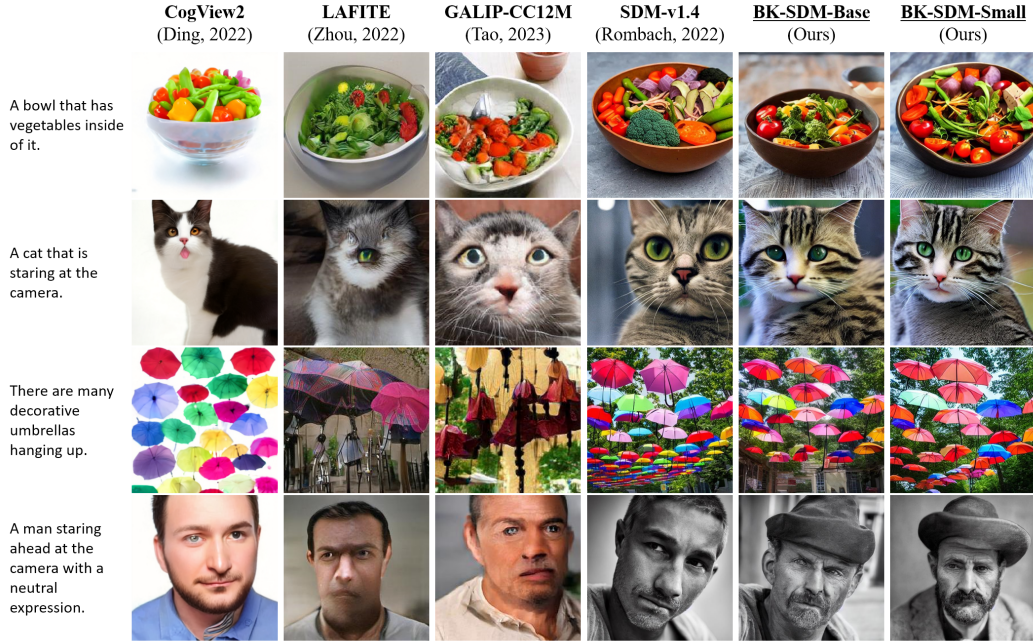 CogView2 LAFITE GALIP-CC12M SDM-v1.4 BK-SDM-Base BK-SDM-Small
(Ding, 2022) (Zhou, 2022) (Tao, 2023) (Rombach, 2022) (Ours) (Ours)
A bowl that has
vegetables inside
of it.
A cat that is
staring at the
camera.
There are many
decorative
umbrellas
hanging up.
A man staring
ahead at the
camera with a
neutral
expression.